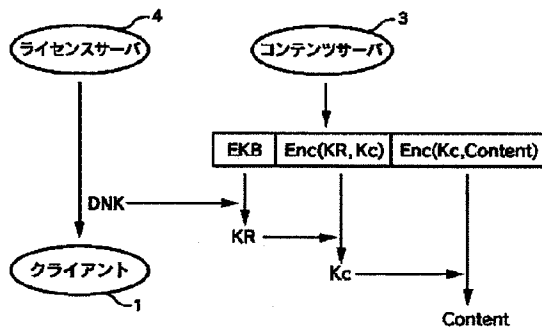 4
3
ライセンスサーバ
コンテンツサーバ
EKB
Enc(KR, Kc)
Enc(Kc,Content)
DNK
KR
Kc
クライアント
1
Content